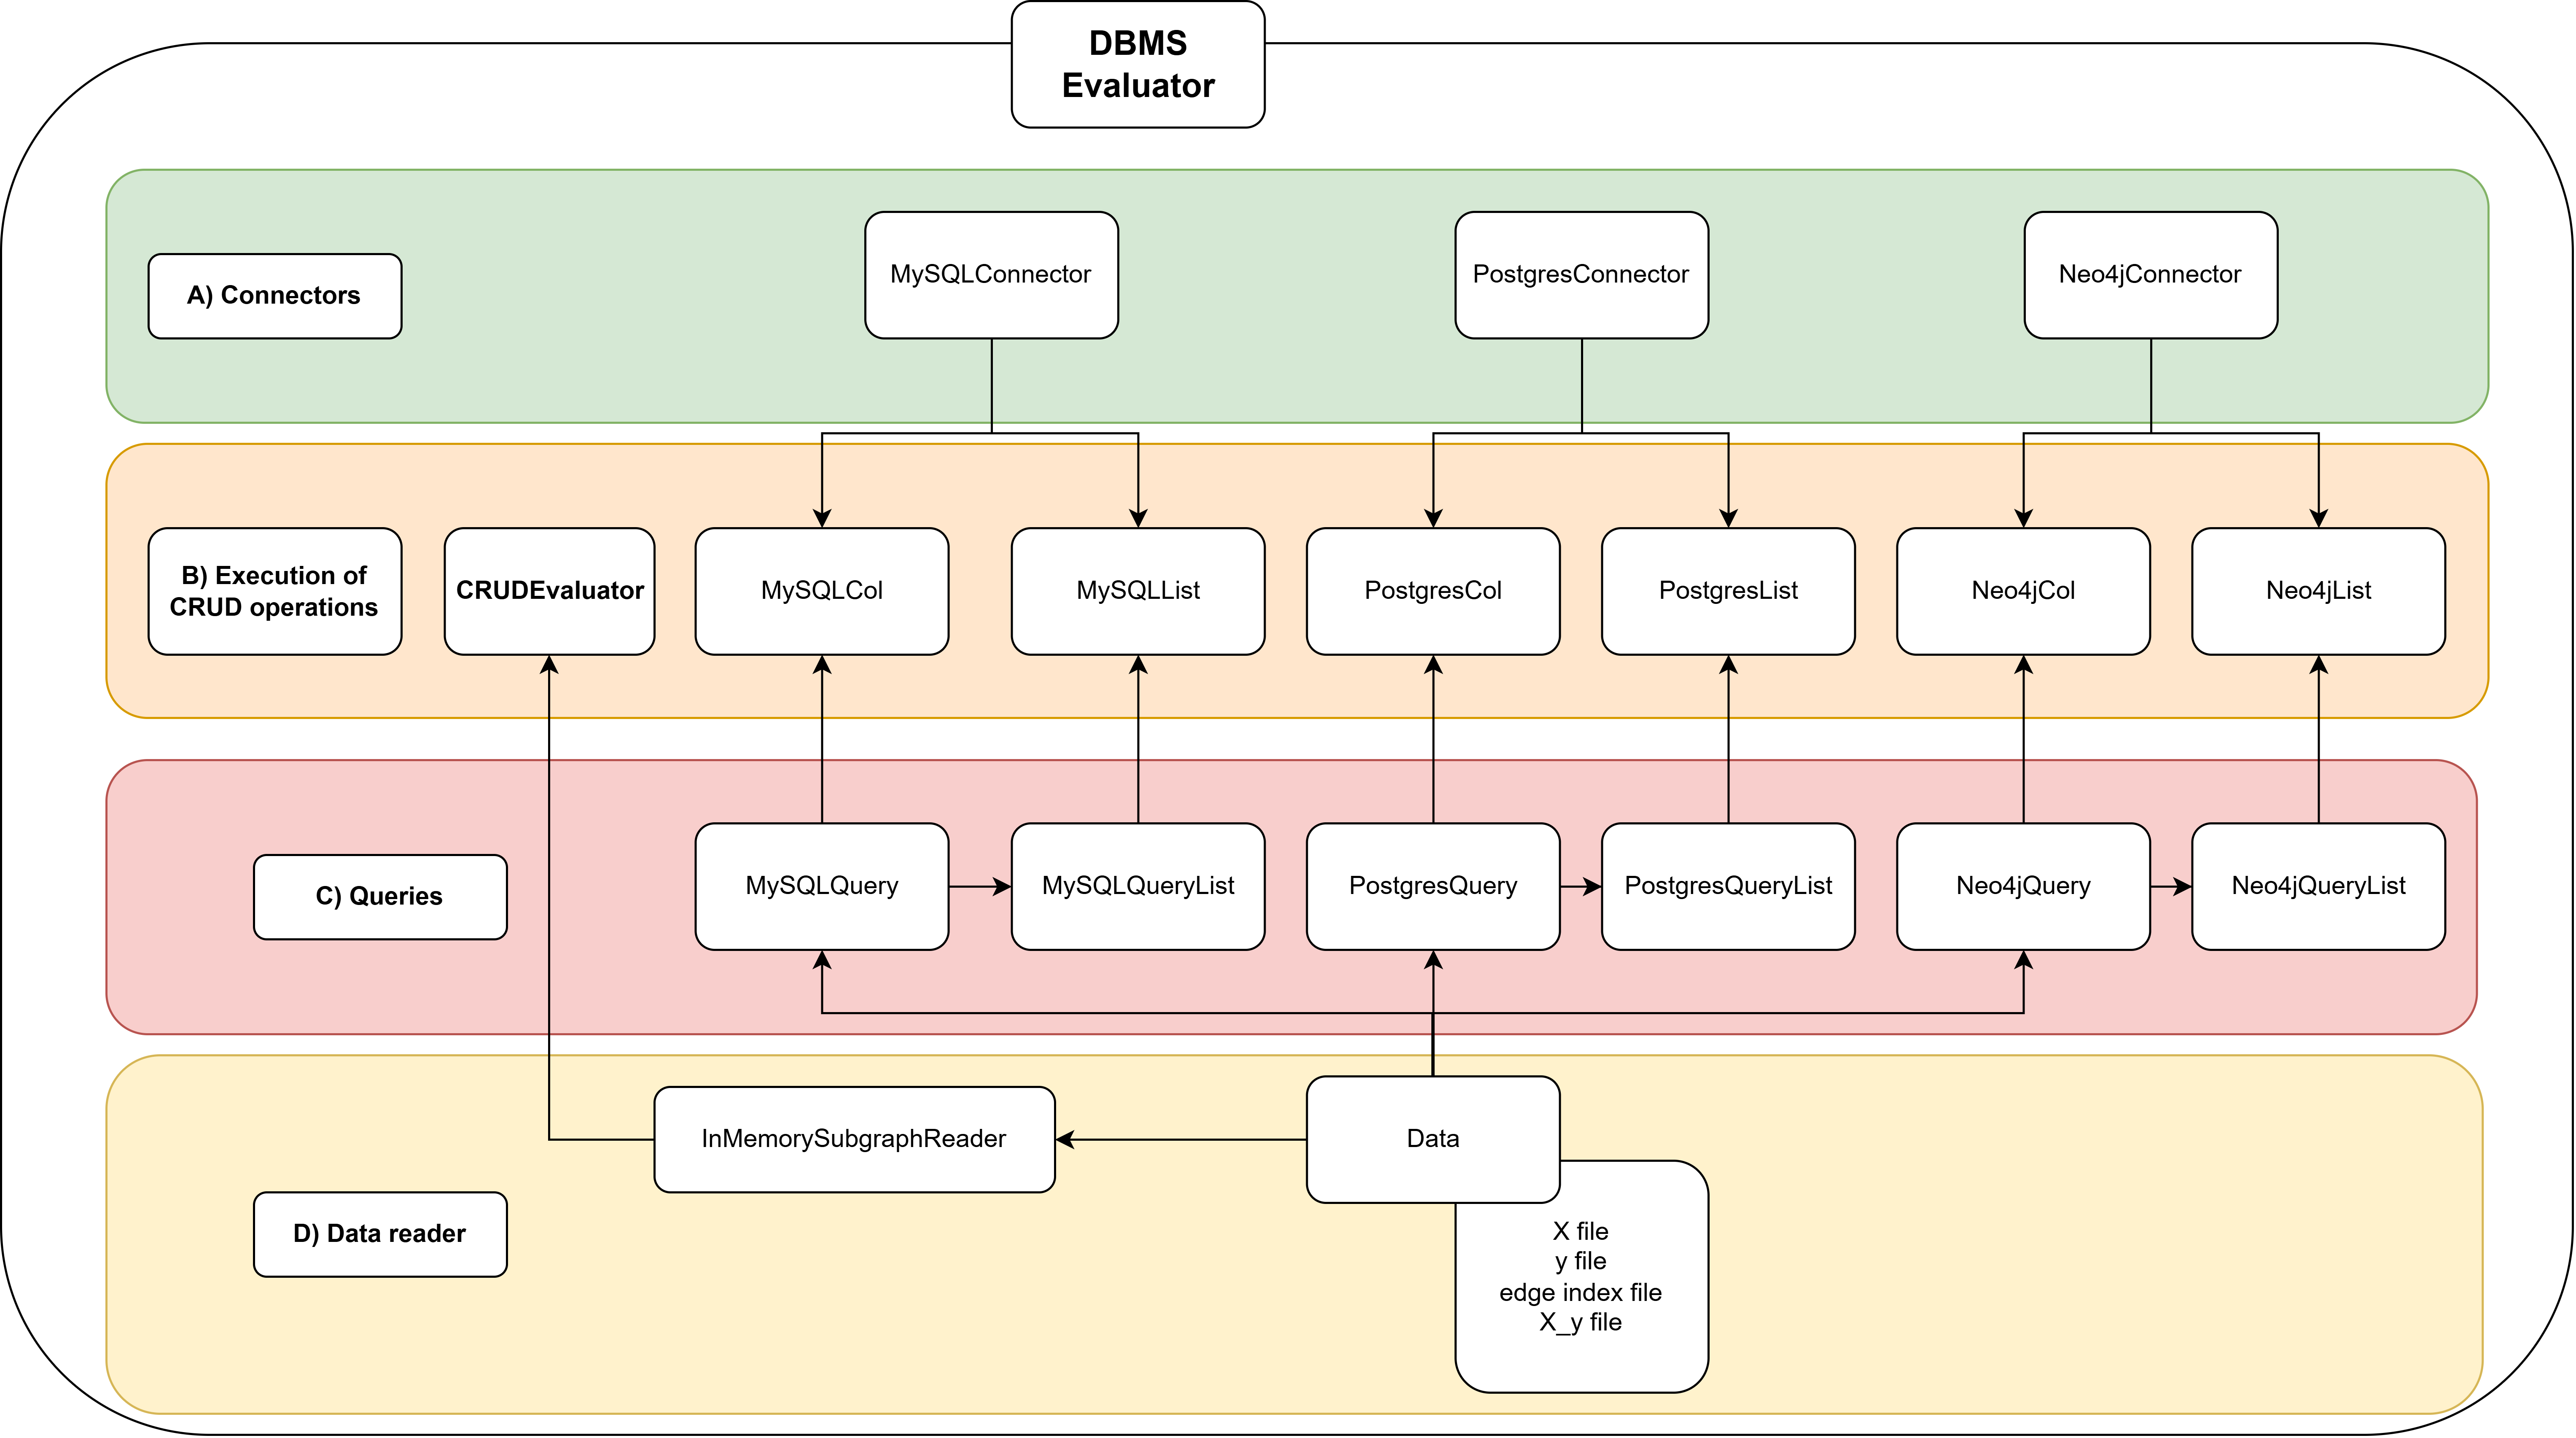 DBMS
Evaluator
A) Connectors
MySQLConnector
PostgresConnector
Neo4jConnector
B) Execution of
CRUD operations
CRUDEvaluator
MySQLCol
MySQLList
PostgresCol
PostgresList
Neo4jCol
Neo4jList
C) Queries
MySQLQuery
MySQLQueryList
PostgresQuery
PostgresQueryList
Neo4jQuery
Neo4jQueryList
D) Data reader
InMemorySubgraphReader
Data
X file
y file
edge index file
X_y file